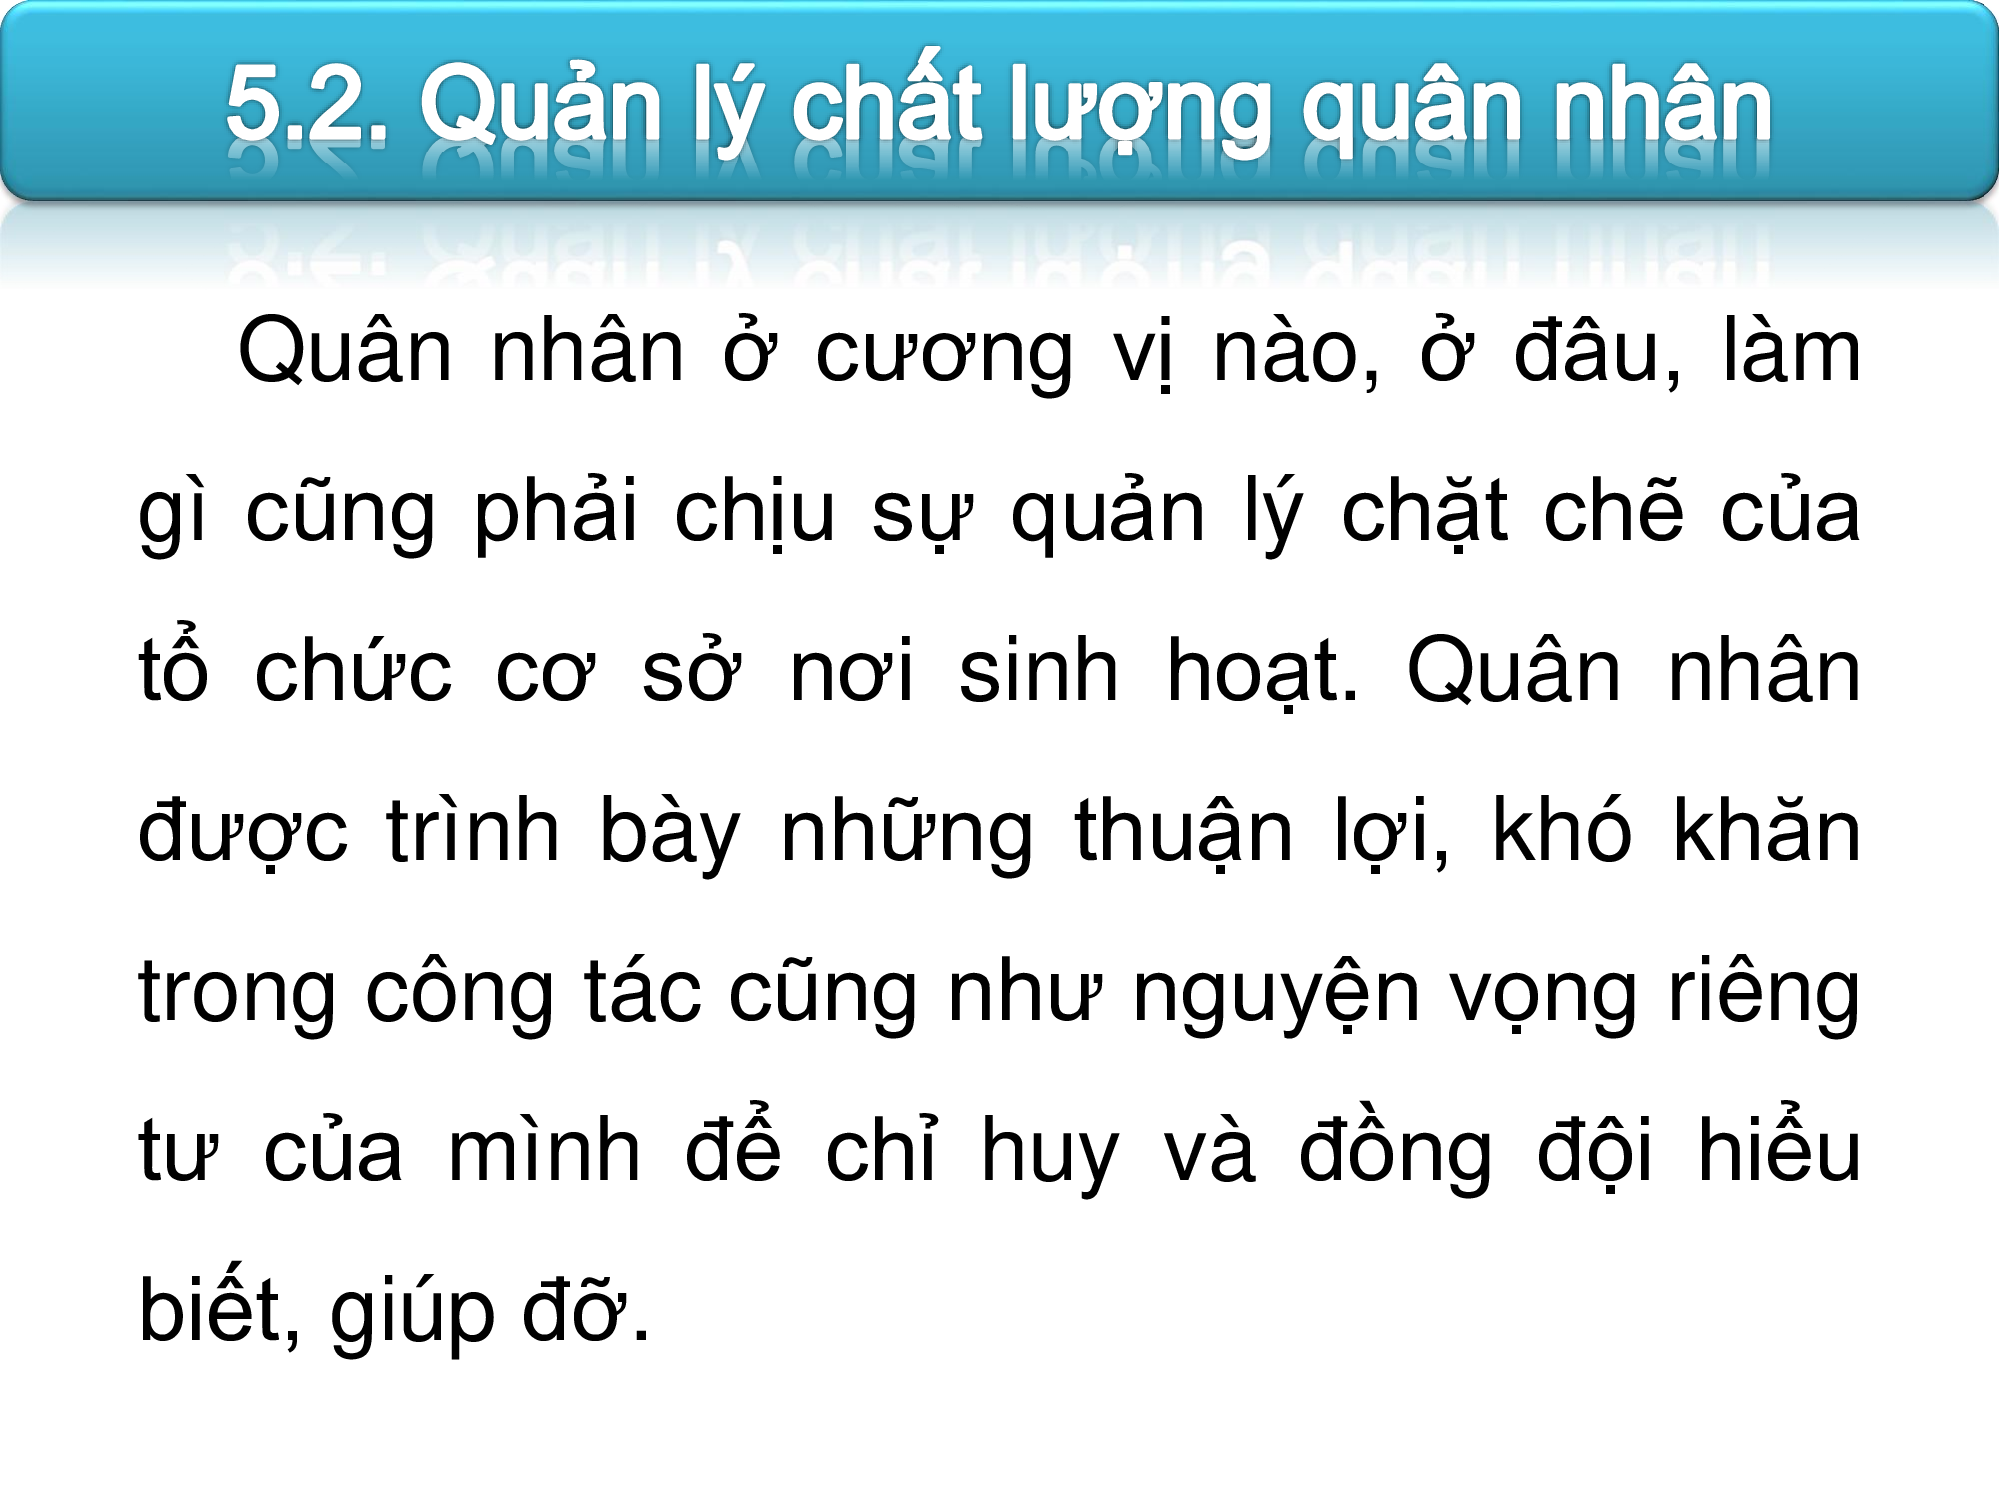 5.2. Quản lý chất lượng quân nhân
Quân nhân ở cương vị nào, ở đâu, làm
gì cũng phải chịu sự quản lý chặt chẽ của
tổ chức cơ sở nơi sinh hoạt. Quân nhân
được trình bày những thuận lợi, khó khăn
trong công tác cũng như nguyện vọng riêng
tư của mình để chỉ huy và đồng đội hiểu
biết, giúp đỡ.